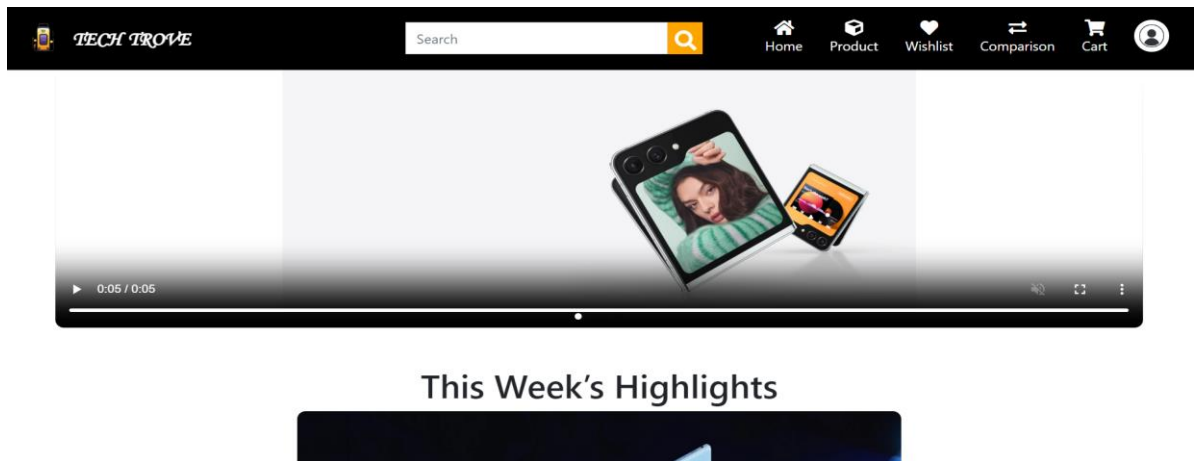 TECH TROVE
Search
Home
Product
Wishlist
Comparison
Cart
0:05 / 0:05
This Week's Highlights